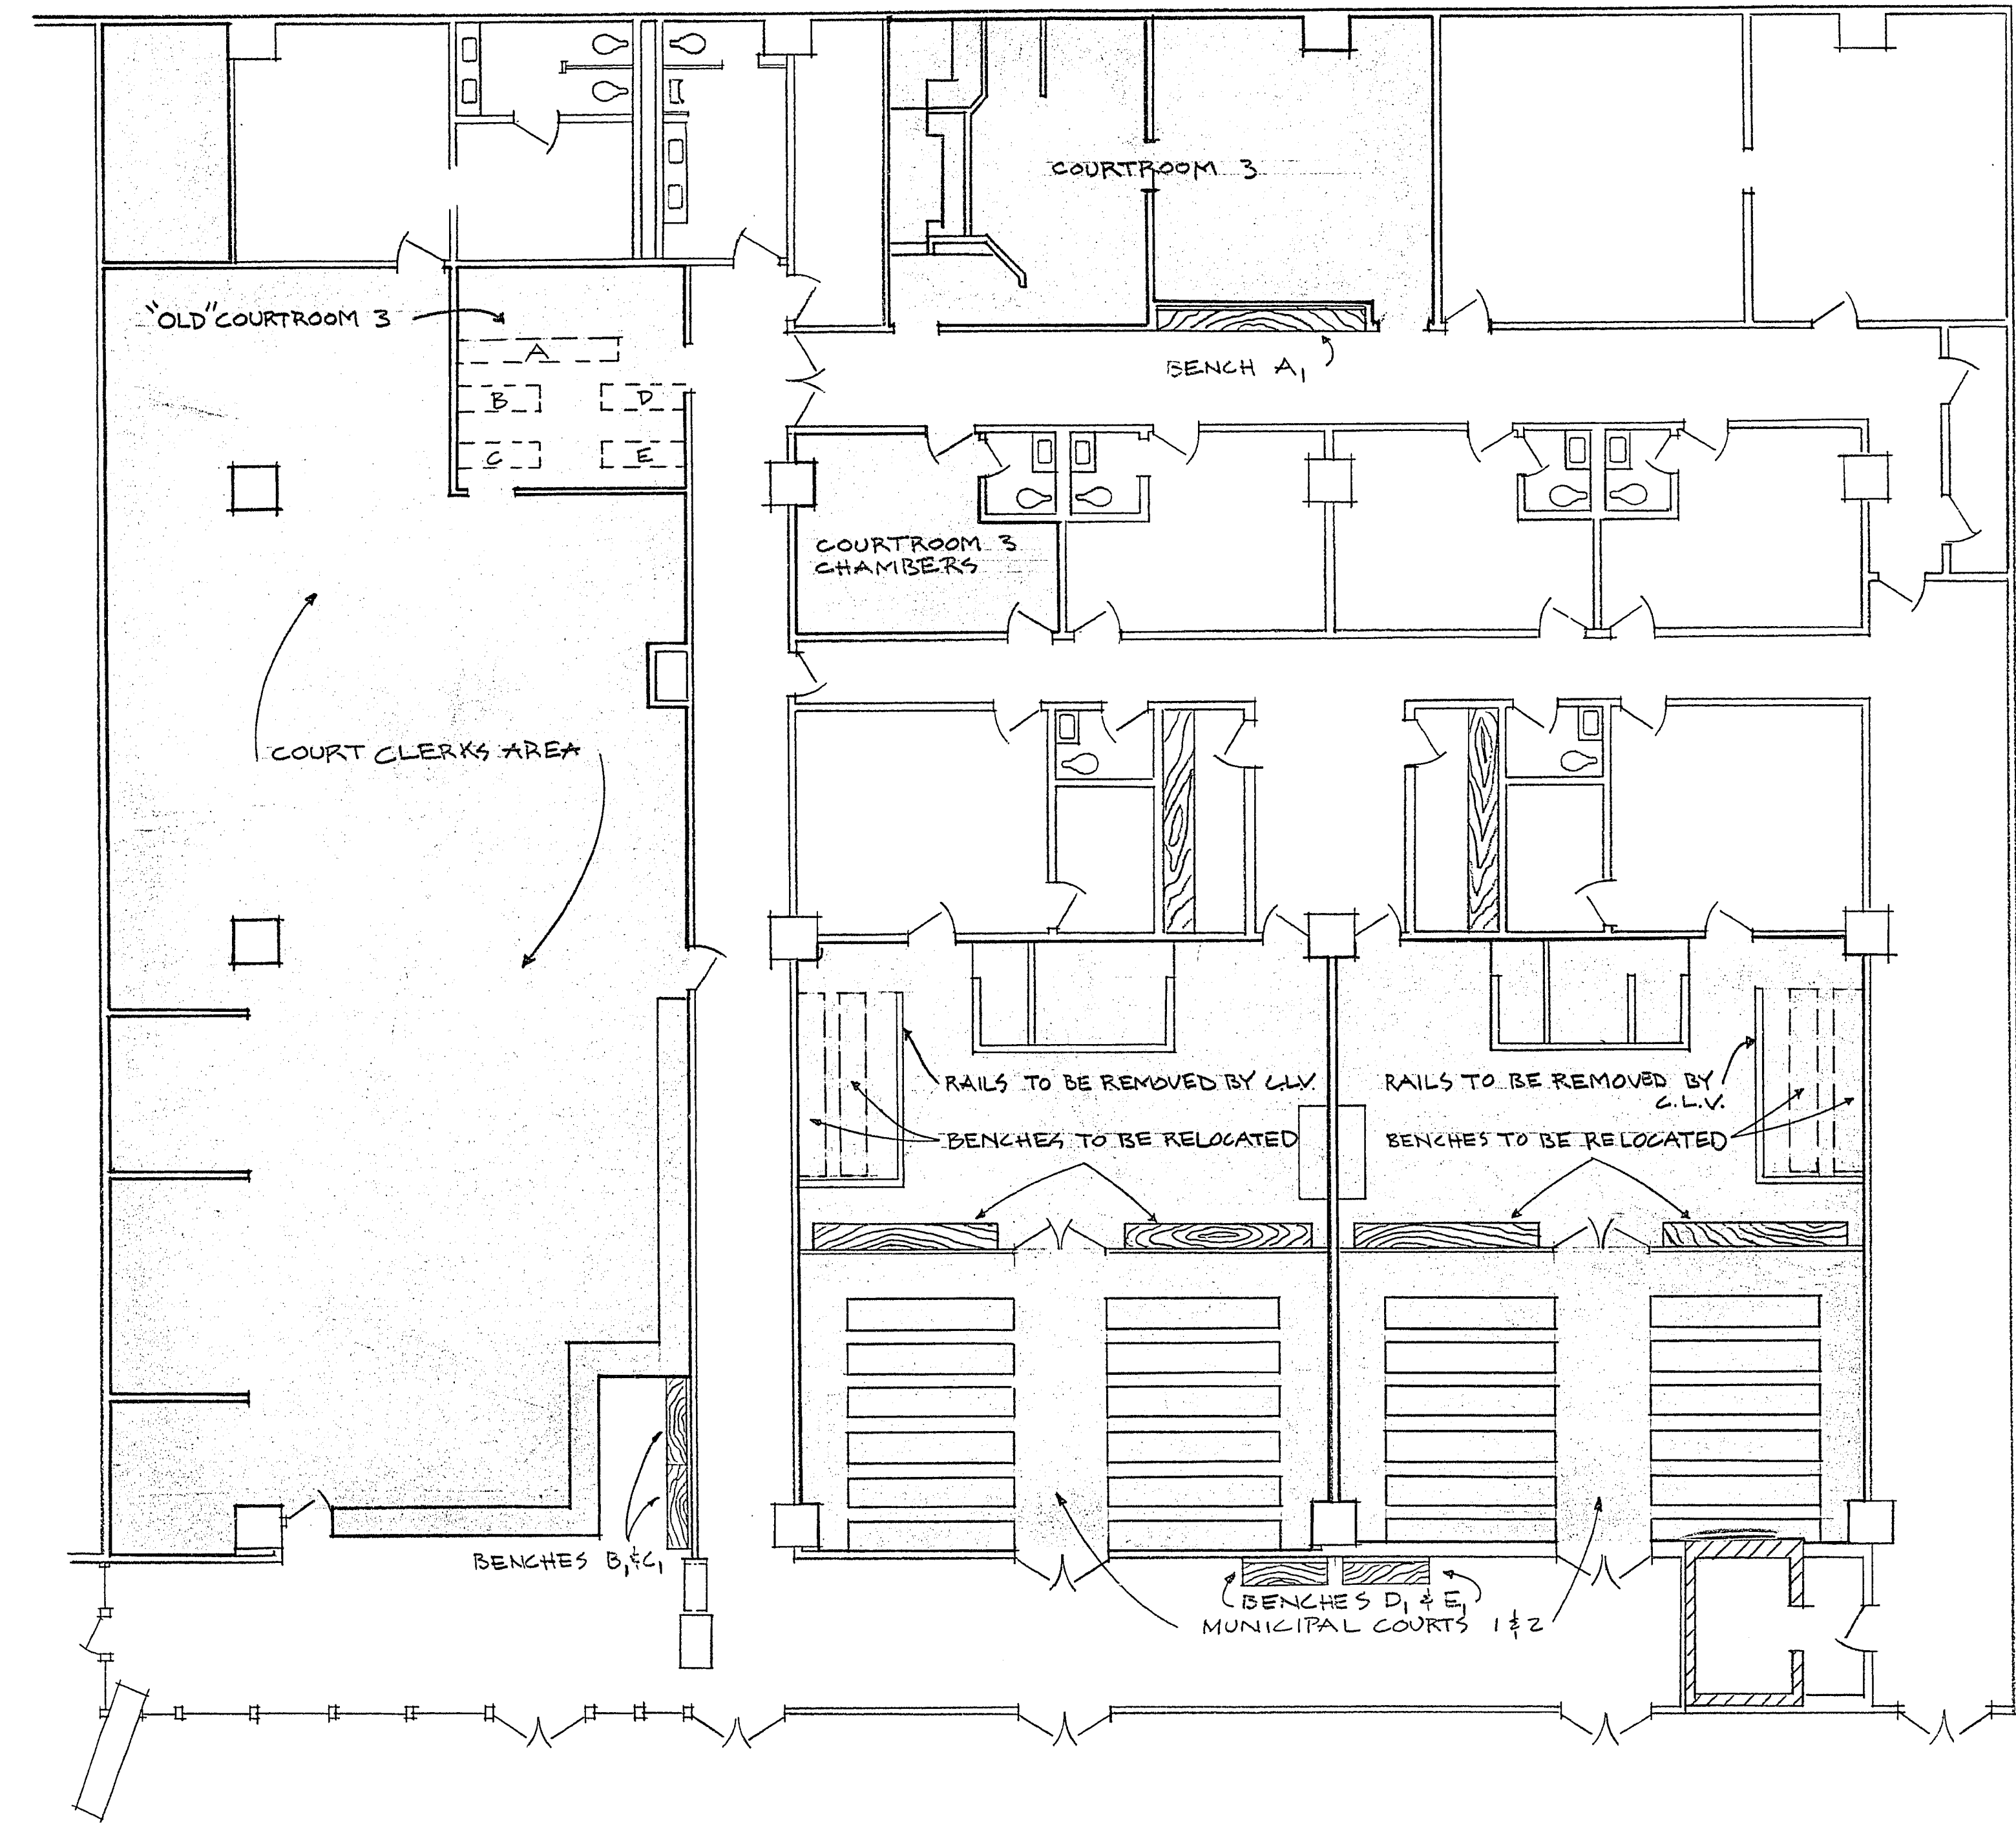 COURTROOM 3
"OLD" COURTROOM 3
A
B
D
C
E
BENCH A₁
COURTROOM 3
CHAMBERS
COURT CLERKS AREA
RAILS TO BE REMOVED BY C.L.V.
RAILS TO BE REMOVED BY
C.L.V.
BENCHES TO BE RELOCATED
BENCHES TO BE RELOCATED
BENCHES B₁ & C₁
BENCHES D₁ & E₁
MUNICIPAL COURTS 1 & 2